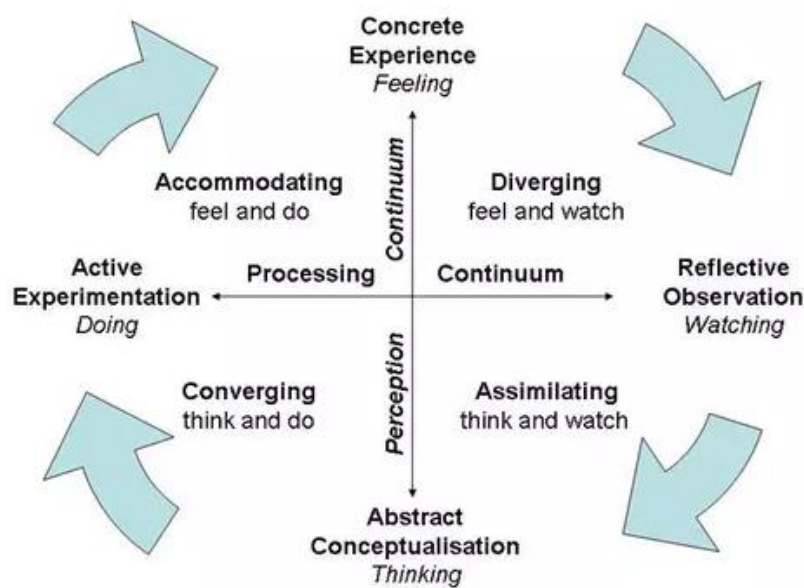 Concrete
Experience
Feeling
Accommodating
feel and do
Continuum
Diverging
feel and watch
Active
Experimentation
Doing
Processing
Continuum
Reflective
Observation
Watching
Converging
think and do
Perception
Assimilating
think and watch
Abstract
Conceptualisation
Thinking